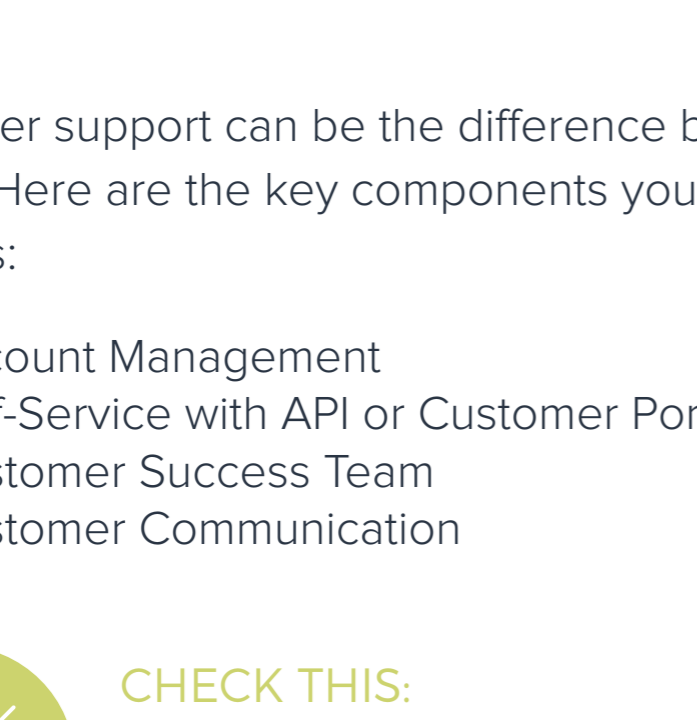 er support can be the difference b
Here are the key components you
s:
count Management
f-Service with API or Customer Por
stomer Success Team
stomer Communication
CHECK THIS: